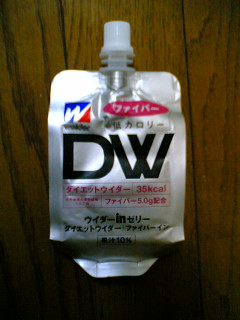 ファイバー
低カロリー
Weider
DW
ダイエットウイダー 35kcal
ファイバー5.0g配合
ウイダーinゼリー
ダイエットウイダー ファイバーイン
果汁10%